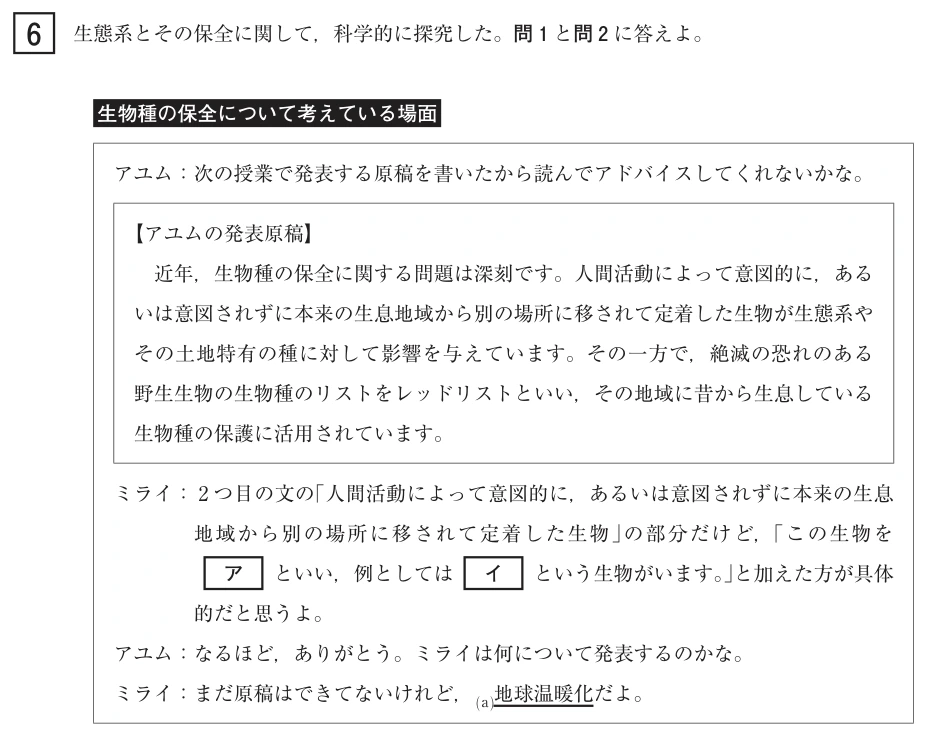 6 生態系とその保全に関して，科学的に探究した。問1と問2に答えよ。
生物種の保全について考えている場面
アユム：次の授業で発表する原稿を書いたから読んでアドバイスしてくれないかな。
【アユムの発表原稿】
近年，生物種の保全に関する問題は深刻です。人間活動によって意図的に，ある
いは意図されずに本来の生息地域から別の場所に移されて定着した生物が生態系や
その土地特有の種に対して影響を与えています。その一方で，絶滅の恐れのある
野生生物の生物種のリストをレッドリストといい，その地域に昔から生息している
生物種の保護に活用されています。
ミライ：2つ目の文の「人間活動によって意図的に，あるいは意図されずに本来の生息
地域から別の場所に移されて定着した生物」の部分だけど，「この生物を
ア といい，例としては イ という生物がいます。」と加えた方が具体
的だと思うよ。
アユム：なるほど，ありがとう。ミライは何について発表するのかな。
ミライ：まだ原稿はできてないけれど，(a)地球温暖化だよ。